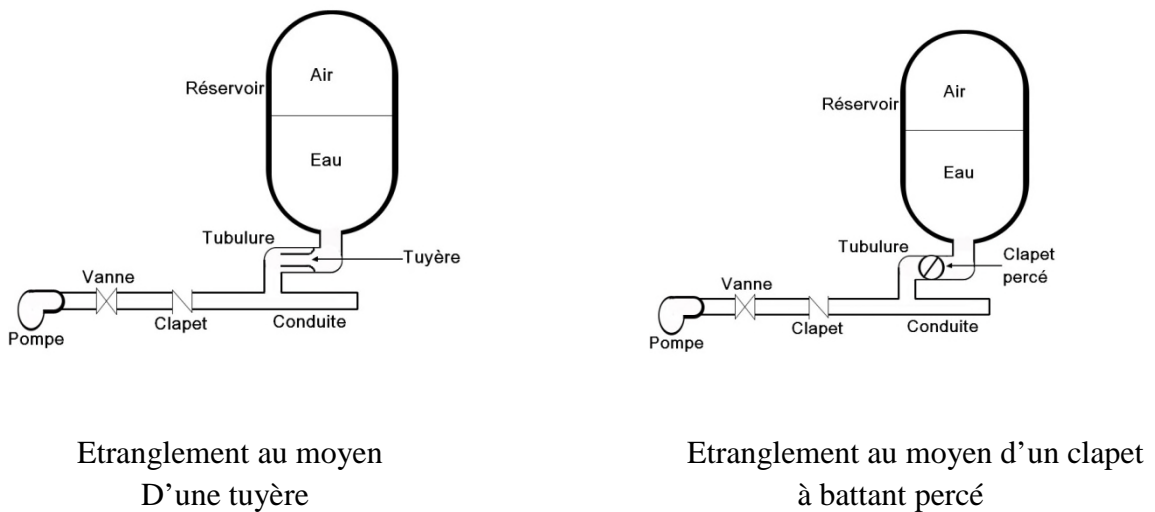 Air
Réservoir
Eau
Tubulure
Tuyère
Vanne
Clapet
Conduite
Pompe
Etranglement au moyen
D'une tuyère
Air
Réservoir
Eau
Tubulure
Clapet
percé
Vanne
Clapet
Conduite
Pompe
Etranglement au moyen d'un clapet
à battant percé